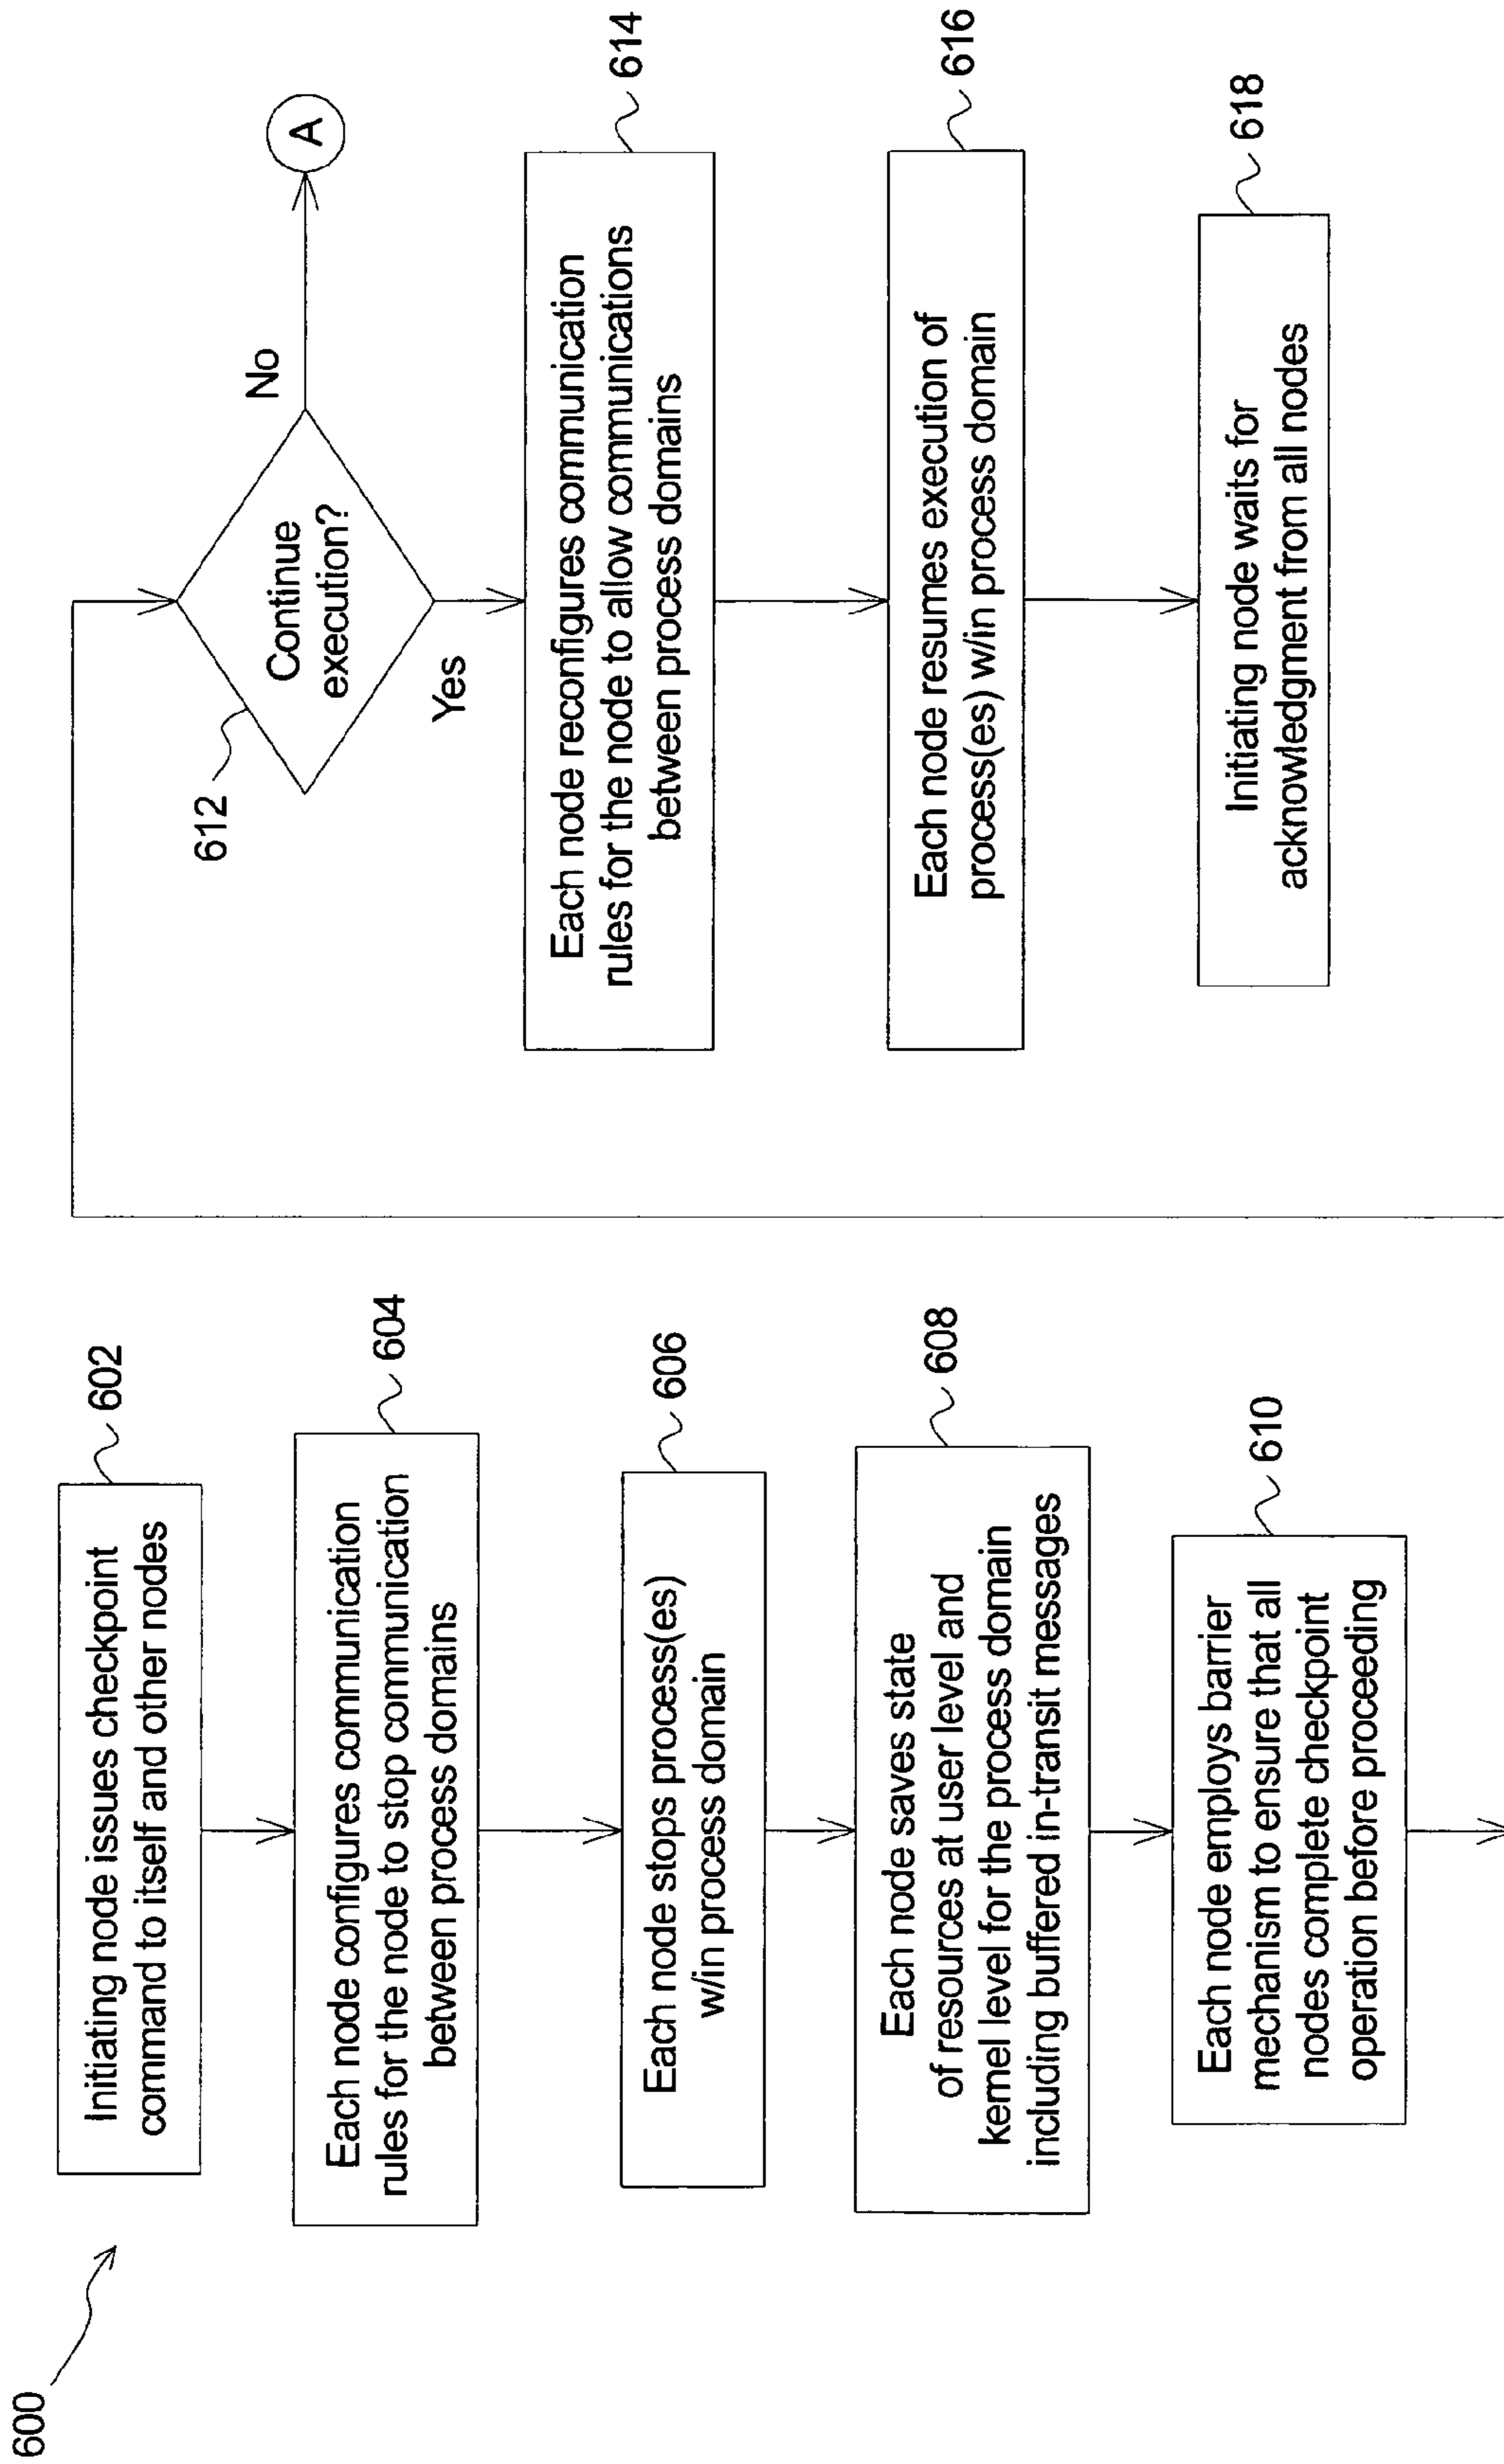 600
Initiating node issues checkpoint
command to itself and other nodes
602
Each node configures communication
rules for the node to stop communication
between process domains
604
Each node stops process(es)
w/in process domain
606
Each node saves state
of resources at user level and
kernel level for the process domain
including buffered in-transit messages
608
Each node employs barrier
mechanism to ensure that all
nodes complete checkpoint
operation before proceeding
610
612
Continue
execution?
No
A
Yes
Each node reconfigures communication
rules for the node to allow communications
between process domains
614
Each node resumes execution of
process(es) w/in process domain
616
Initiating node waits for
acknowledgment from all nodes
618